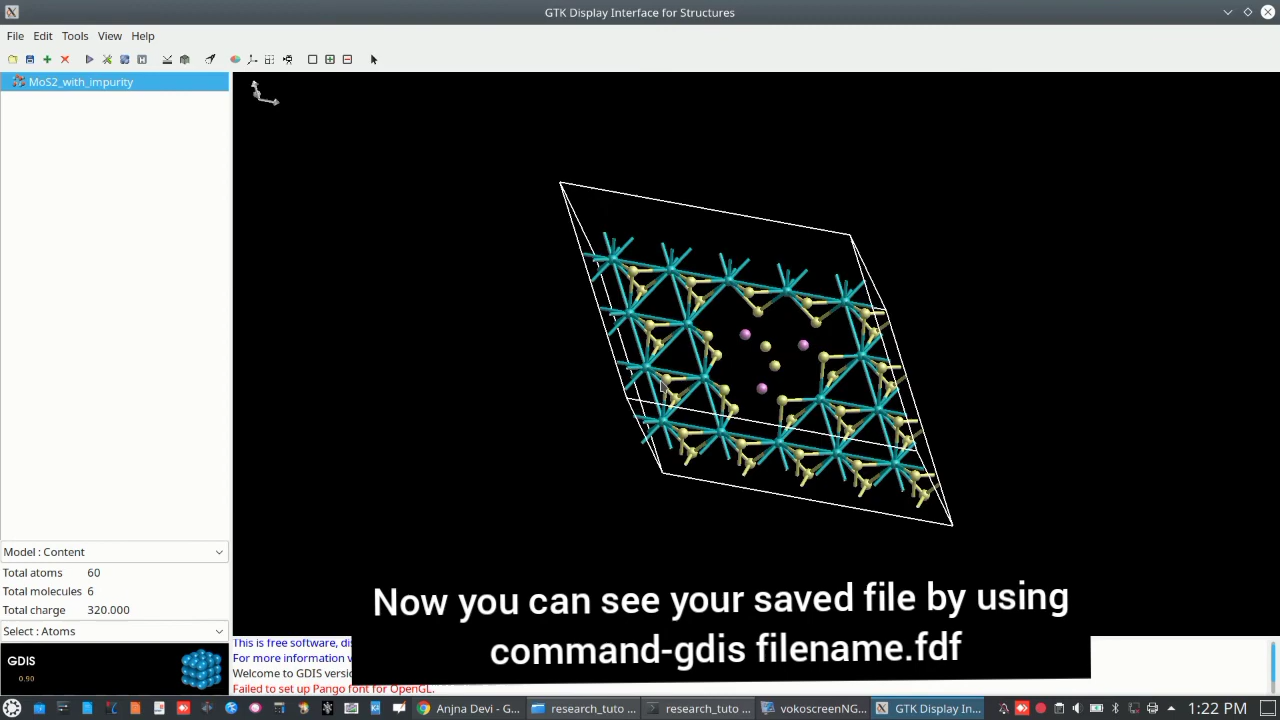 GTK Display Interface for Structures
File Edit Tools View Help
MoS2_with_impurity
Model : Content
Total atoms 60
Total molecules 6
Total charge 320.000
Select : Atoms
GDIS
0.90
This is free software, di
For more information v
Welcome to GDIS versic
Failed to set up Pango font for OpenGL.
Now you can see your saved file by using
command-gdis filename.fdf
Anjna Devi - G... research_tuto ... research_tuto ... vokoscreenNG... GTK Display In... 1:22 PM